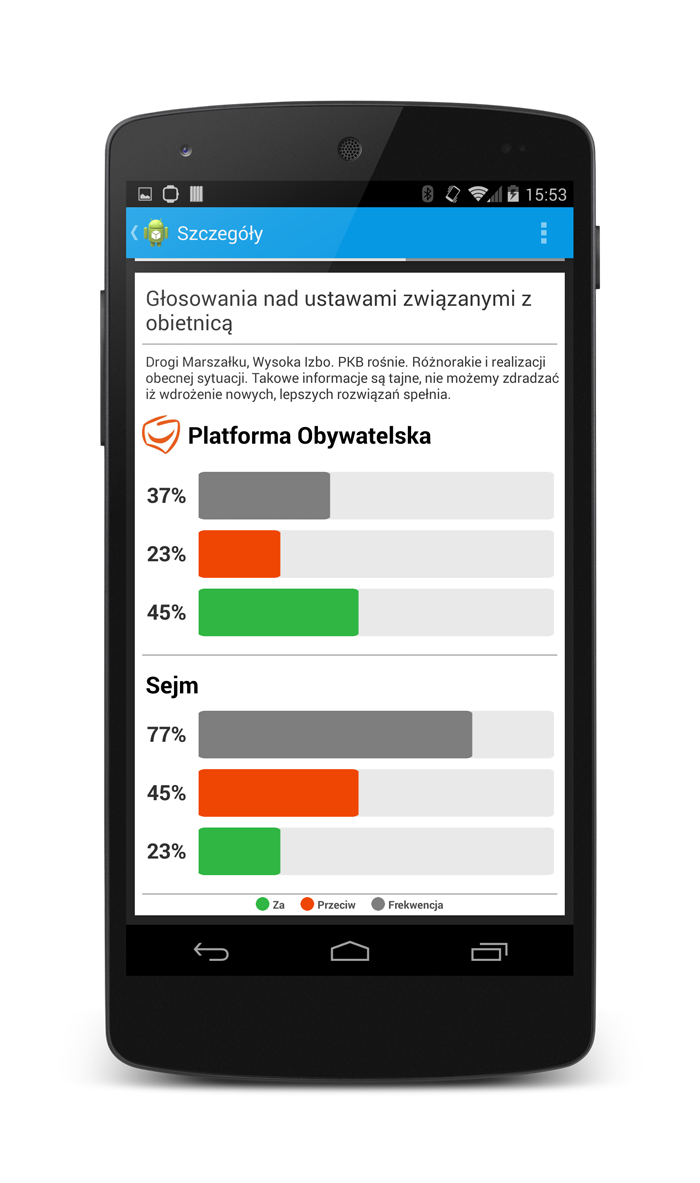 15:53
Szczegóły
Głosowania nad ustawami związanymi z
obietnicą
Drogi Marszałku, Wysoka Izbo. PKB rośnie. Różnorakie i realizacji
obecnej sytuacji. Takowe informacje są tajne, nie możemy zdradzać
iż wdrożenie nowych, lepszych rozwiązań spełnia.
Platforma Obywatelska
37%
23%
45%
Sejm
77%
45%
23%
Za Przeciw Frekwencja